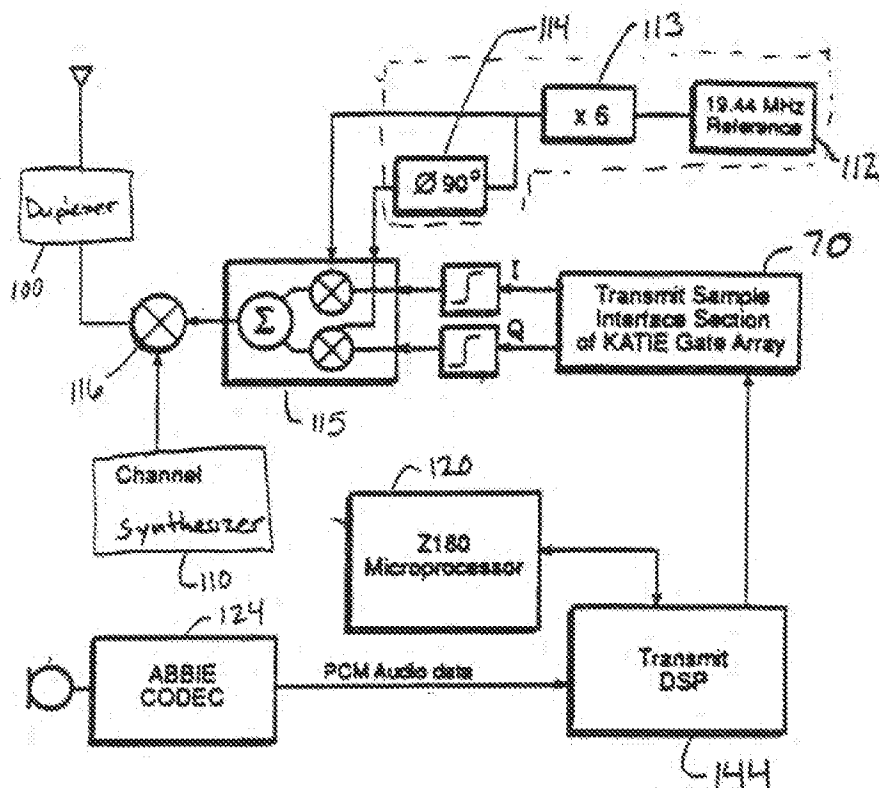 114
113
x 6
19.44 MHz
Reference
112
Ø 90°
Duplexer
100
I
Q
70
Transmit Sample
Interface Section
of KATIE Gate Array
Σ
116
115
Channel
Synthesizer
110
120
Z180
Microprocessor
124
ABBIE
CODEC
PCM Audio data
Transmit
DSP
144